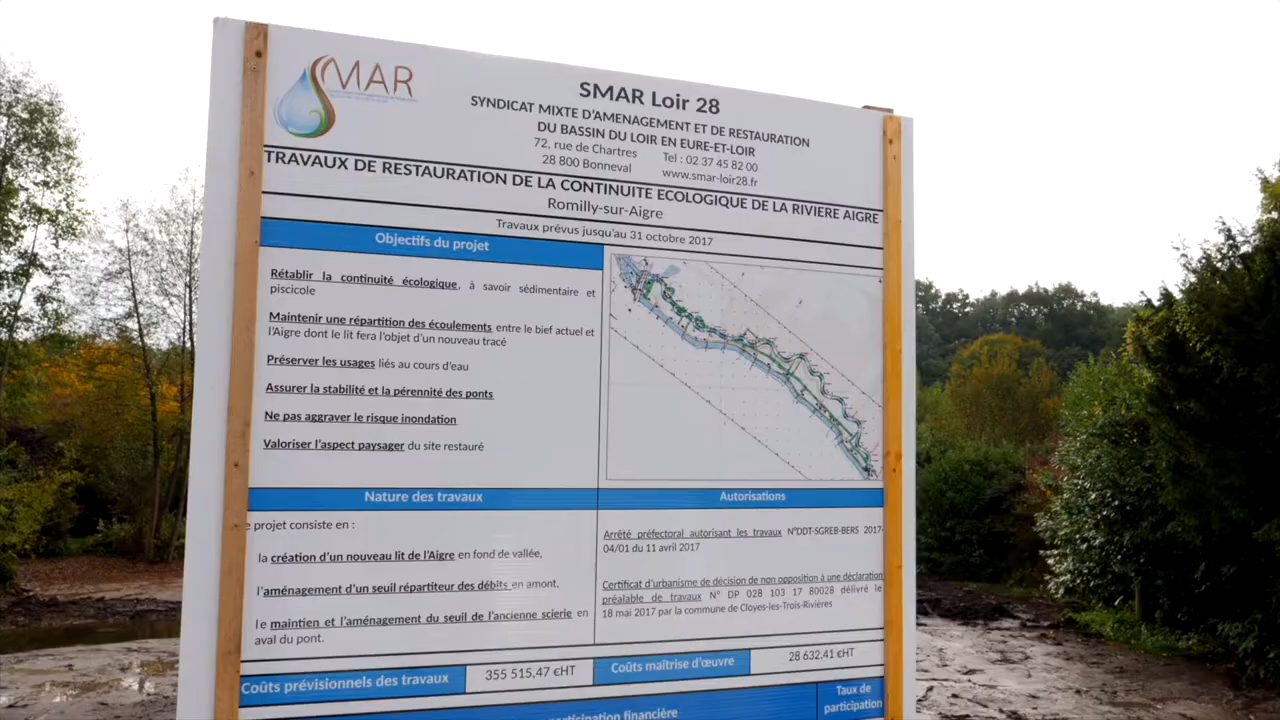 SMAR
SMAR Loir 28
SYNDICAT MIXTE D'AMENAGEMENT ET DE RESTAURATION
DU BASSIN DU LOIR EN EURE-ET-LOIR
72, rue de Chartres Tel : 02 37 45 82 00
28 800 Bonneval www.smar-loir28.fr
TRAVAUX DE RESTAURATION DE LA CONTINUITE ECOLOGIQUE DE LA RIVIERE AIGRE
Romilly-sur-Aigre
Travaux prévus jusqu'au 31 octobre 2017
Objectifs du projet
Rétablir la continuité écologique, à savoir sédimentaire et
piscicole
Maintenir une répartition des écoulements entre le bief actuel et
l'Aigre dont le lit fera l'objet d'un nouveau tracé
Préserver les usages liés au cours d'eau
Assurer la stabilité et la pérennité des ponts
Ne pas aggraver le risque inondation
Valoriser l'aspect paysager du site restauré
Nature des travaux
e projet consiste en :
la création d'un nouveau lit de l'Aigre en fond de vallée,
l'aménagement d'un seuil répartiteur des débits en amont,
le maintien et l'aménagement du seuil de l'ancienne scierie en
aval du pont.
Autorisations
Arrêté préfectoral autorisant les travaux N°DDT-SGREB-BERS 2017-
04/01 du 11 avril 2017
Certificat d'urbanisme de décision de non opposition à une déclaration
préalable de travaux N° DP 028 103 17 80028 délivré le
18 mai 2017 par la commune de Cloyes-les-Trois-Rivières
Coûts prévisionnels des travaux 355 515,47 €HT Coûts maitrise d'œuvre 28 632,41 €HT
participation financière
Taux de
participation